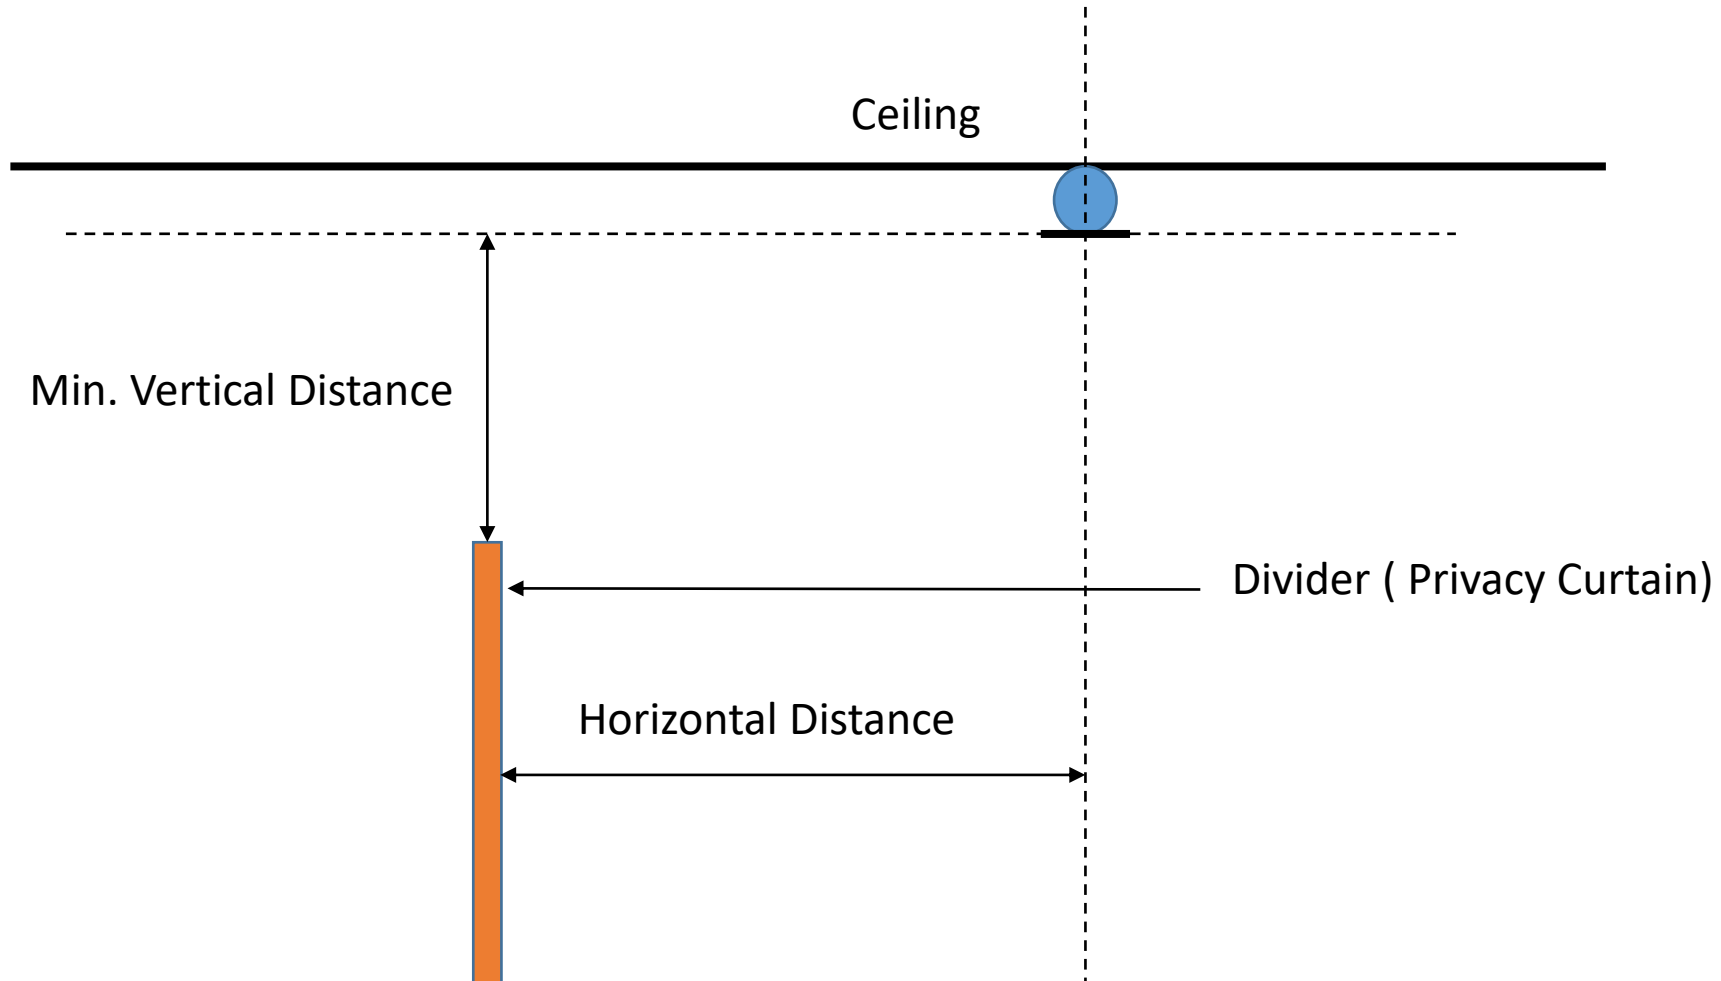 Ceiling
Min. Vertical Distance
Divider ( Privacy Curtain)
Horizontal Distance